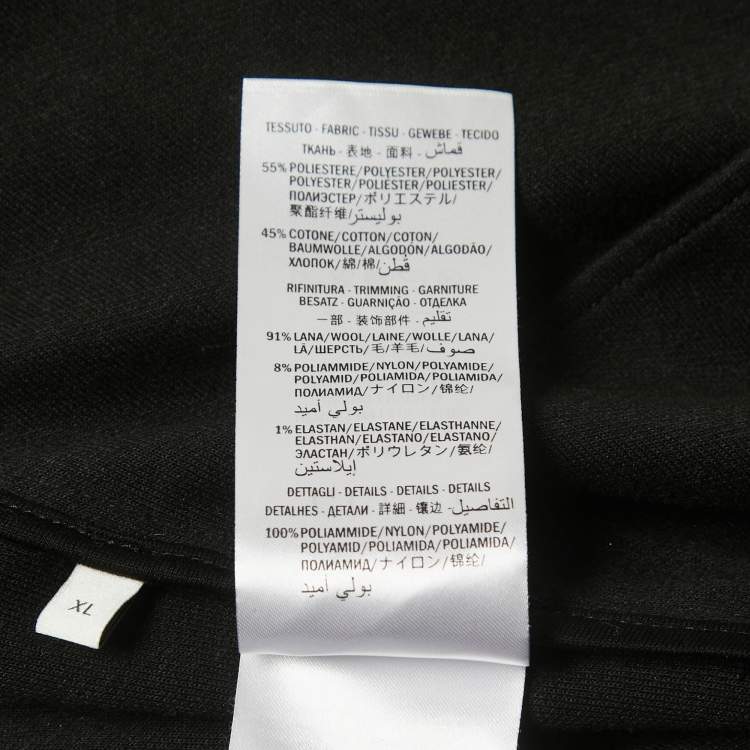 TESSUTO - FABRIC - TISSU - GEWEBE - TECIDO
ТКАНЬ - 表地 - 面料 - قماش
55% POLIESTERE/POLYESTER/POLYESTER/
POLYESTER/POLIÉSTER/POLIESTER/
ПОЛИЭСТЕР/ポリエステル/
聚酯纤维/بوليستر
45% COTONE/COTTON/COTON/
BAUMWOLLE/ALGODÓN/ALGODÃO/
ХЛОПОК/綿/棉/قطن
RIFINITURA - TRIMMING - GARNITURE
BESATZ - GUARNIÇÃO - ОТДЕЛКА
一部 - 装饰部件 - تقليم
91% LANA/WOOL/LAINE/WOLLE/LANA/
LÃ/ШЕРСТЬ/毛/羊毛/صوف
8% POLIAMMIDE/NYLON/POLYAMIDE/
POLYAMID/POLIAMIDA/POLIAMIDA/
ПОЛИАМИД/ナイロン/锦纶/
بولي أميد
1% ELASTAN/ELASTANE/ELASTHANNE/
ELASTHAN/ELASTANO/ELASTANO/
ЭЛАСТАН/ポリウレタン/氨纶/
إيلاستين
DETTAGLI - DETAILS - DETAILS - DETAILS
DETALHES - ДЕТАЛИ - 詳細 - 镶边 - التفاصيل
100% POLIAMMIDE/NYLON/POLYAMIDE/
POLYAMID/POLIAMIDA/POLIAMIDA/
ПОЛИАМИД/ナイロン/锦纶/
بولي أميد
XL